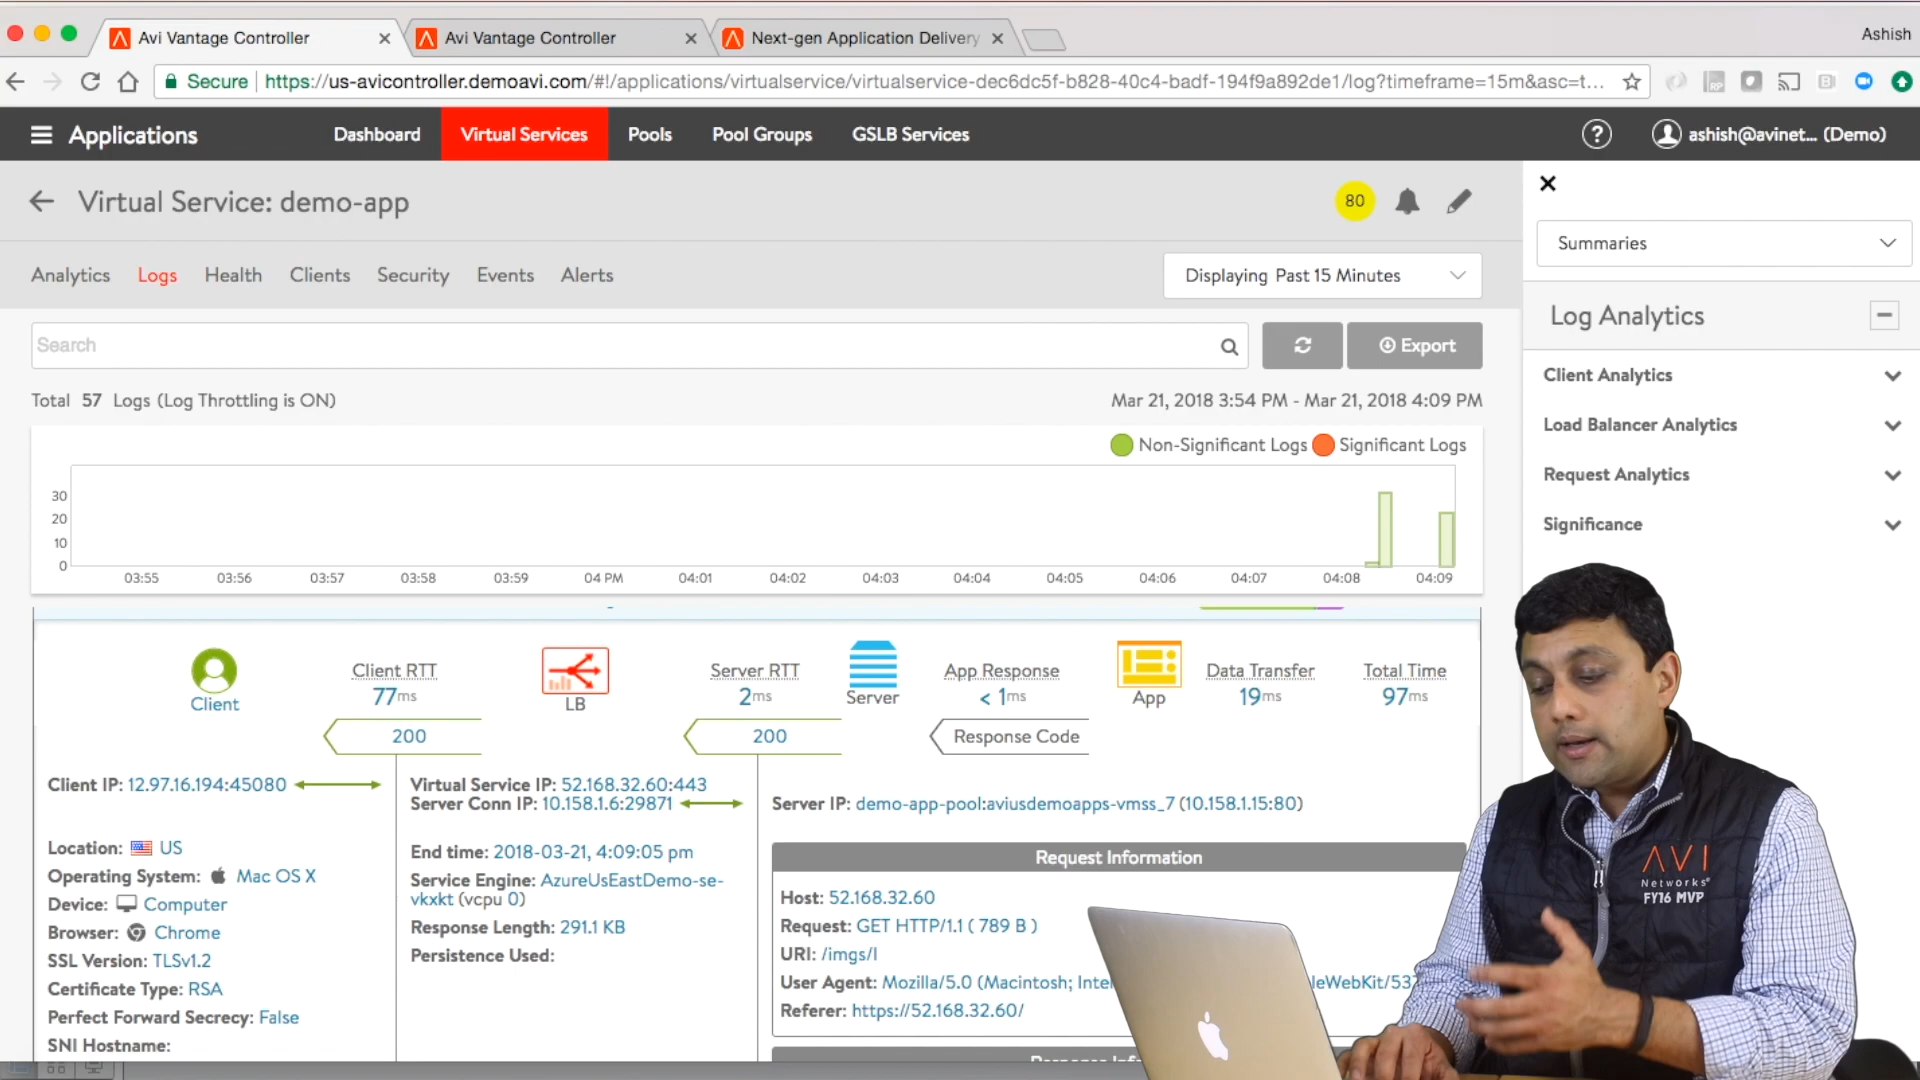 Avi Vantage Controller
Avi Vantage Controller
Next-gen Application Delivery
Ashish
Secure
https://us-avicontroller.demoavi.com/#!/applications/virtualservice/virtualservice-dec6dc5f-b828-40c4-badf-194f9a892de1/log?timeframe=15m&asc=t...
Applications
Dashboard
Virtual Services
Pools
Pool Groups
GSLB Services
?
ashish@avinet... (Demo)
Virtual Service: demo-app
80
Summaries
Analytics
Logs
Health
Clients
Security
Events
Alerts
Displaying Past 15 Minutes
Log Analytics
Search
Export
Client Analytics
Total 57 Logs (Log Throttling is ON)
Mar 21, 2018 3:54 PM - Mar 21, 2018 4:09 PM
Load Balancer Analytics
Non-Significant Logs
Significant Logs
Request Analytics
Significance
30
20
10
0
03:55 03:56 03:57 03:58 03:59 04 PM 04:01 04:02 04:03 04:04 04:05 04:06 04:07 04:08 04:09
Client
Client RTT
77ms
200
LB
Server RTT
2ms
200
Server
App Response
< 1ms
Response Code
App
Data Transfer
19ms
Total Time
97ms
Client IP: 12.97.16.194:45080
Location: US
Operating System: Mac OS X
Device: Computer
Browser: Chrome
SSL Version: TLSv1.2
Certificate Type: RSA
Perfect Forward Secrecy: False
SNI Hostname:
Virtual Service IP: 52.168.32.60:443
Server Conn IP: 10.158.1.6:29871
End time: 2018-03-21, 4:09:05 pm
Service Engine: AzureUsEastDemo-se-
vkxkt (vcpu 0)
Response Length: 291.1 KB
Persistence Used:
Server IP: demo-app-pool:aviusdemoapps-vmss_7 (10.158.1.15:80)
Request Information
Host: 52.168.32.60
Request: GET HTTP/1.1 ( 789 B )
URI: /imgs/l
User Agent: Mozilla/5.0 (Macintosh; Inte leWebKit/537
Referer: https://52.168.32.60/
AVI
Networks
FY16 MVP